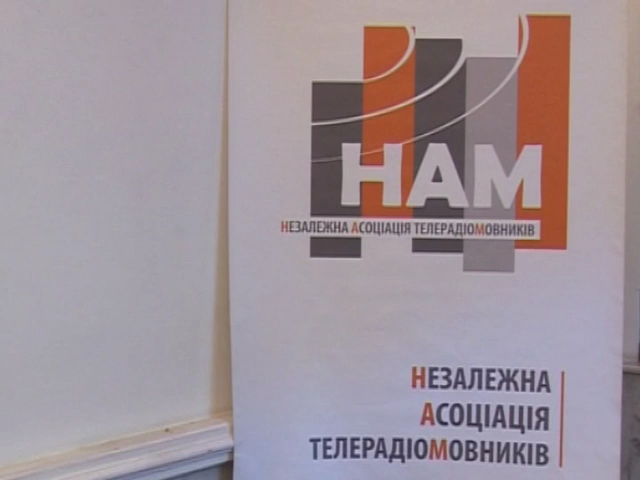 НАМ
НЕЗАЛЕЖНА АСОЦІАЦІЯ ТЕЛЕРАДІОМОВНИКІВ
НЕЗАЛЕЖНА
АСОЦІАЦІЯ
ТЕЛЕРАДІОМОВНИКІВ